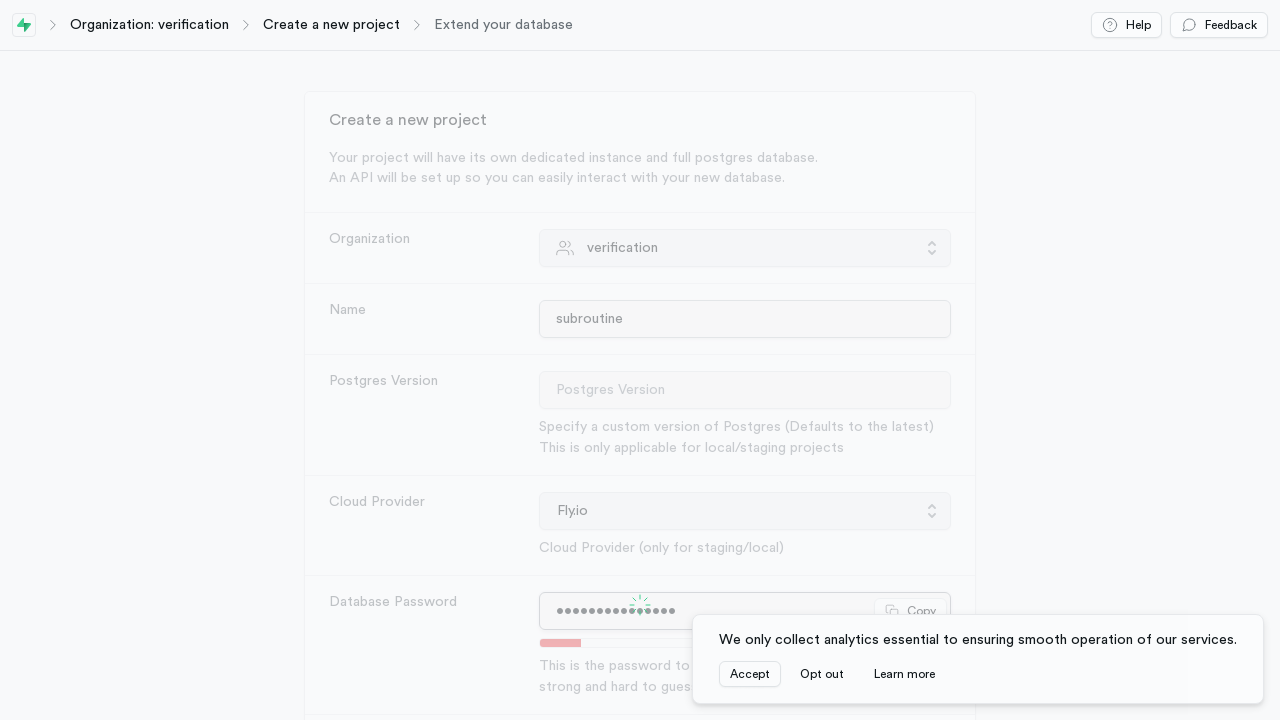 Organization: verification
Create a new project
Extend your database
Help
Feedback
Create a new project
Your project will have its own dedicated instance and full postgres database.
An API will be set up so you can easily interact with your new database.
Organization
verification
Name
subroutine
Postgres Version
Postgres Version
Specify a custom version of Postgres (Defaults to the latest)
This is only applicable for local/staging projects
Cloud Provider
Fly.io
Cloud Provider (only for staging/local)
Database Password
Copy
This is the password to
strong and hard to gues
We only collect analytics essential to ensuring smooth operation of our services.
Accept
Opt out
Learn more